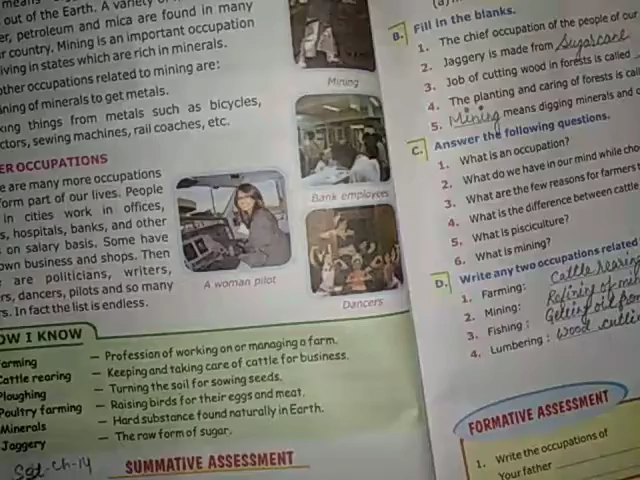 means
out of the Earth. A variety of
petroleum and mica are found in many
country. Mining is an important occupation
living in states which are rich in minerals.
other occupations related to mining are:
of minerals to get metals.
things from metals such as bicycles,
sewing machines, rail coaches, etc.
OCCUPATIONS
are many more occupations
form part of our lives. People
in cities work in offices,
hospitals, banks, and other
on salary basis. Some have
own business and shops. Then
are politicians, writers,
dancers, pilots and so many
In fact the list is endless.
Mining
Bank employees
A woman pilot
Dancers
I KNOW
Farming — Profession of working on or managing a farm.
Cattle rearing — Keeping and taking care of cattle for business.
Ploughing — Turning the soil for sowing seeds.
Poultry farming — Raising birds for their eggs and meat.
Minerals — Hard substance found naturally in Earth.
Jaggery — The raw form of sugar.
ch-14
SUMMATIVE ASSESSMENT
B. Fill in the blanks.
1. The chief occupation of the people of our
2. Jaggery is made from Sugarcane
3. Job of cutting wood in forests is called
4. The planting and caring of forests is
5. Mining means digging minerals and
C. Answer the following questions.
1. What is an occupation?
2. What do we have in our mind while
3. What are the few reasons for farmers
4. What is the difference between cattle
5. What is pisciculture?
6. What is mining?
D. Write any two occupations related
1. Farming: Cattle rearing
2. Mining: Refining of
3. Fishing : Getting oil from
4. Lumbering : Wood
FORMATIVE ASSESSMENT
1. Write the occupations of
Your father